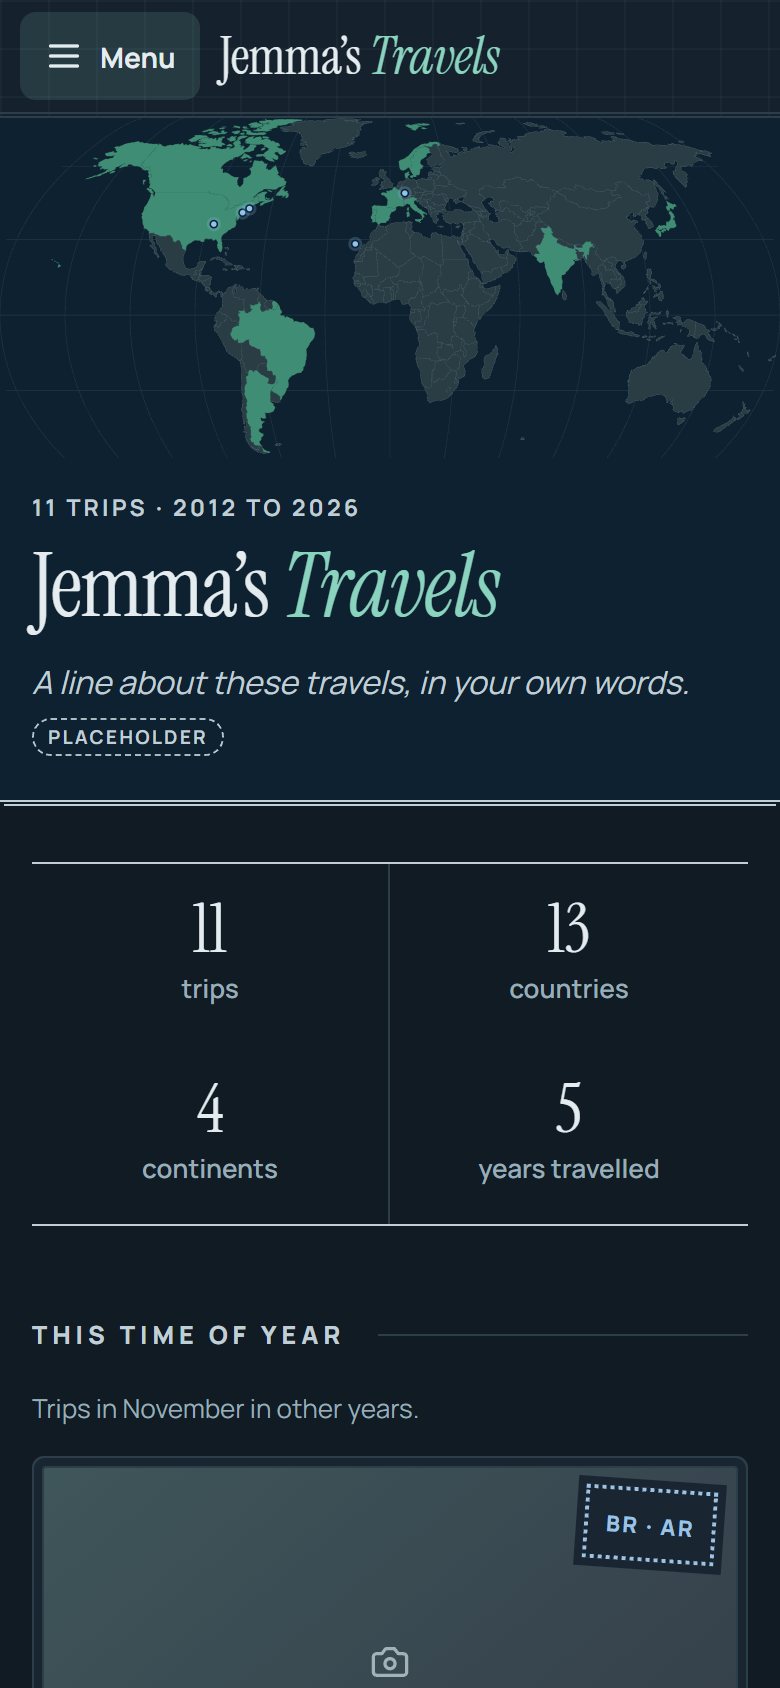 Menu
Jemma’s Travels
11 TRIPS · 2012 TO 2026
Jemma’s Travels
A line about these travels, in your own words.
PLACEHOLDER
11
trips
13
countries
4
continents
5
years travelled
THIS TIME OF YEAR
Trips in November in other years.
BR · AR